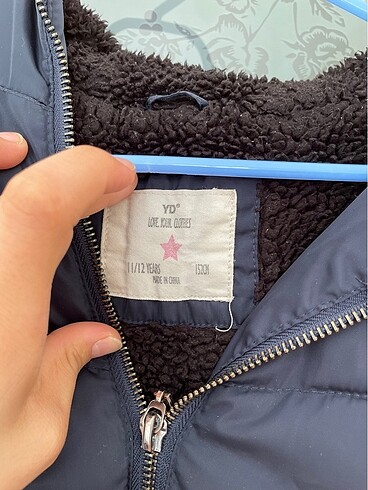 YD®
LOVE YOUR CLOTHES
11/12 YEARS 152CM
MADE IN CHINA